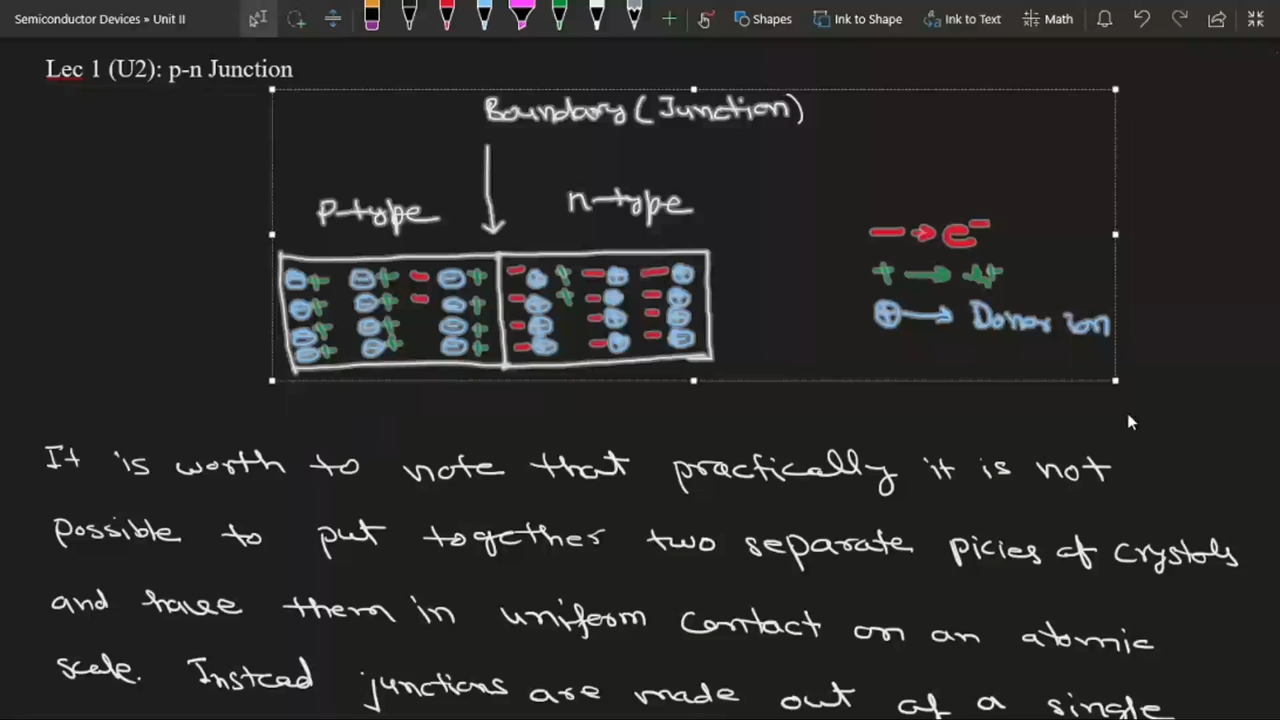 Semiconductor Devices » Unit II
Shapes
Ink to Shape
Ink to Text
Math
Lec 1 (U2): p-n Junction
Boundary (Junction)
P-type
n-type
− → e−
+ →
⊕ → Donor ion
It is worth to note that practically it is not
possible to put together two separate picies of crystals
and have them in uniform contact on an atomic
scale. Instead junctions are made out of a single